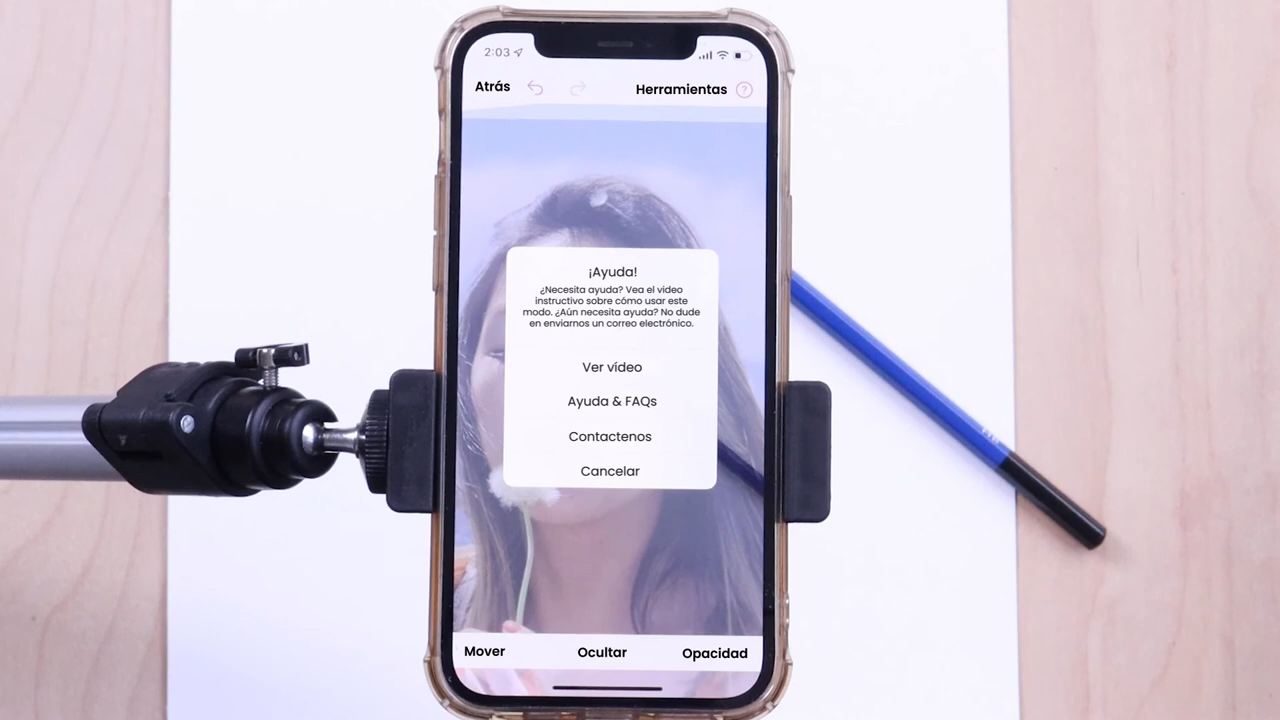 2:03
Atrás
Herramientas ?
¡Ayuda!
¿Necesita ayuda? Vea el vídeo
instructivo sobre cómo usar este
modo. ¿Aún necesita ayuda? No dude
en enviarnos un correo electrónico.
Ver vídeo
Ayuda & FAQs
Contactenos
Cancelar
Mover
Ocultar
Opacidad